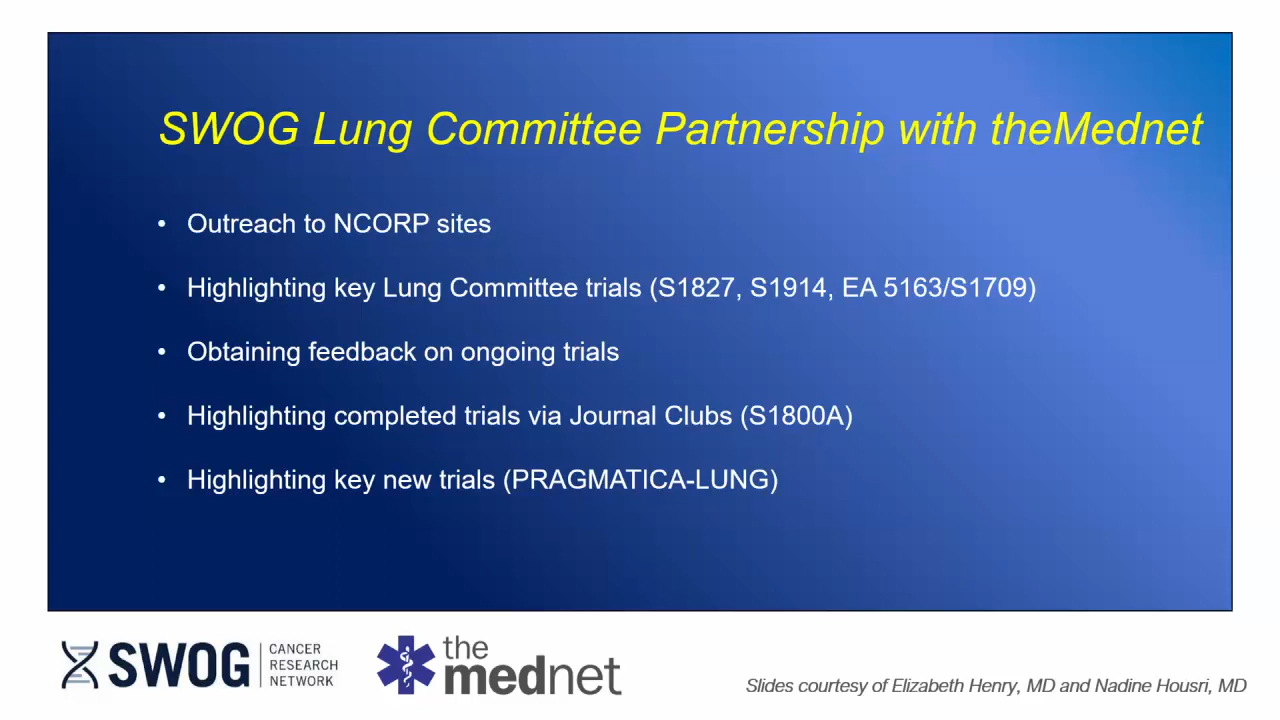 SWOG Lung Committee Partnership with theMednet
• Outreach to NCORP sites
• Highlighting key Lung Committee trials (S1827, S1914, EA 5163/S1709)
• Obtaining feedback on ongoing trials
• Highlighting completed trials via Journal Clubs (S1800A)
• Highlighting key new trials (PRAGMATICA-LUNG)
SWOG
CANCER
RESEARCH
NETWORK
the
mednet
Slides courtesy of Elizabeth Henry, MD and Nadine Housri, MD